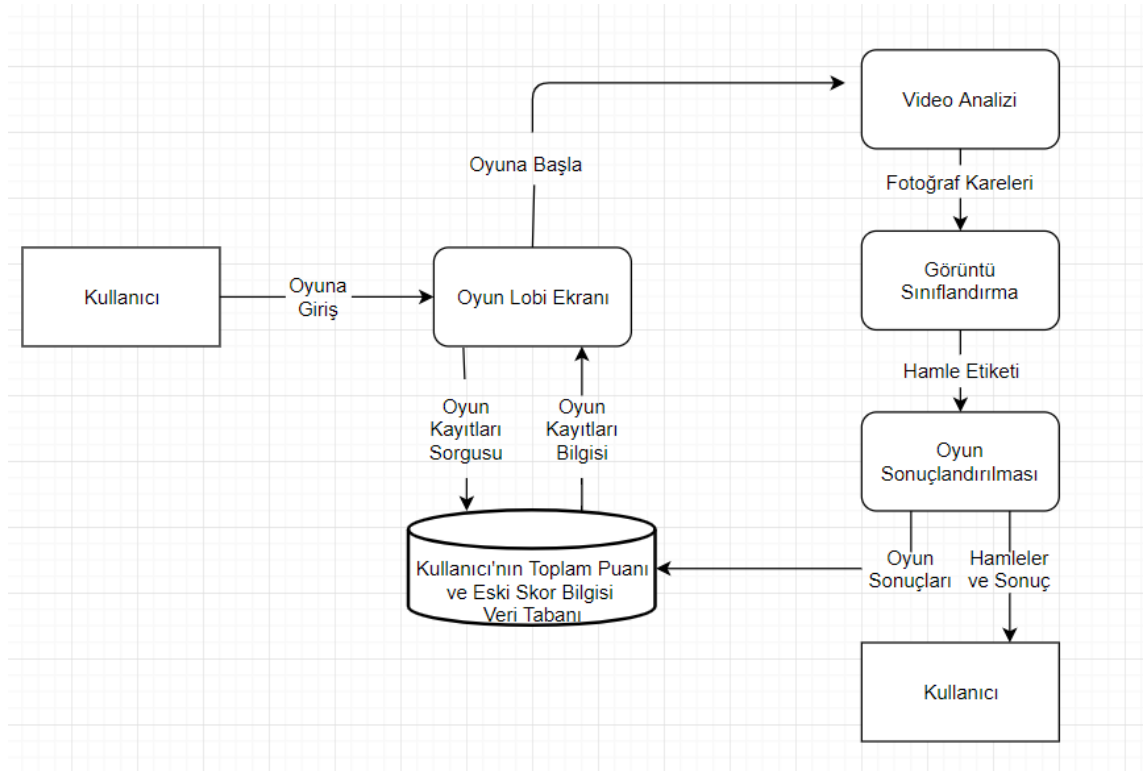 Video Analizi
Oyuna Başla
Fotoğraf Kareleri
Kullanıcı
Oyuna
Giriş
Oyun Lobi Ekranı
Görüntü
Sınıflandırma
Hamle Etiketi
Oyun
Kayıtları
Sorgusu
Oyun
Kayıtları
Bilgisi
Oyun
Sonuçlandırılması
Kullanıcı'nın Toplam Puanı
ve Eski Skor Bilgisi
Veri Tabanı
Oyun
Sonuçları
Hamleler
ve Sonuç
Kullanıcı